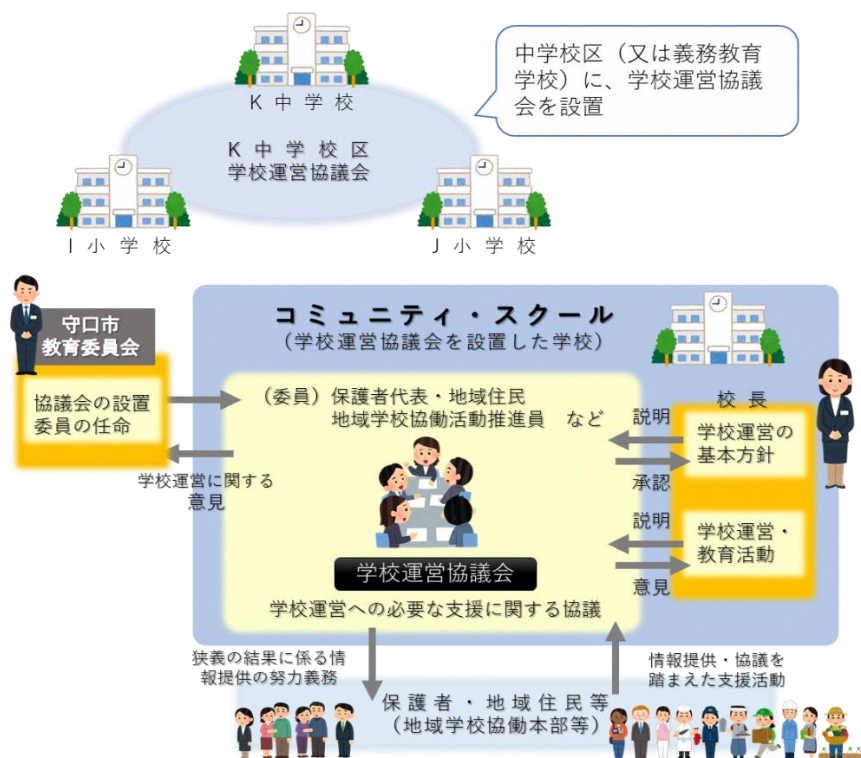 中学校区（又は義務教育
学校）に、学校運営協議
会を設置
K 中 学 校
K 中 学 校 区
学校運営協議会
I 小 学 校
J 小 学 校
守口市
教育委員会
協議会の設置
委員の任命
学校運営に関する
意見
コミュニティ・スクール
（学校運営協議会を設置した学校）
（委員）保護者代表・地域住民
地域学校協働活動推進員　など
学校運営協議会
学校運営への必要な支援に関する協議
校 長
説明
学校運営の
基本方針
承認
説明
学校運営・
教育活動
意見
狭義の結果に係る情
報提供の努力義務
情報提供・協議を
踏まえた支援活動
保 護 者 ・ 地 域 住 民 等
（地域学校協働本部等）